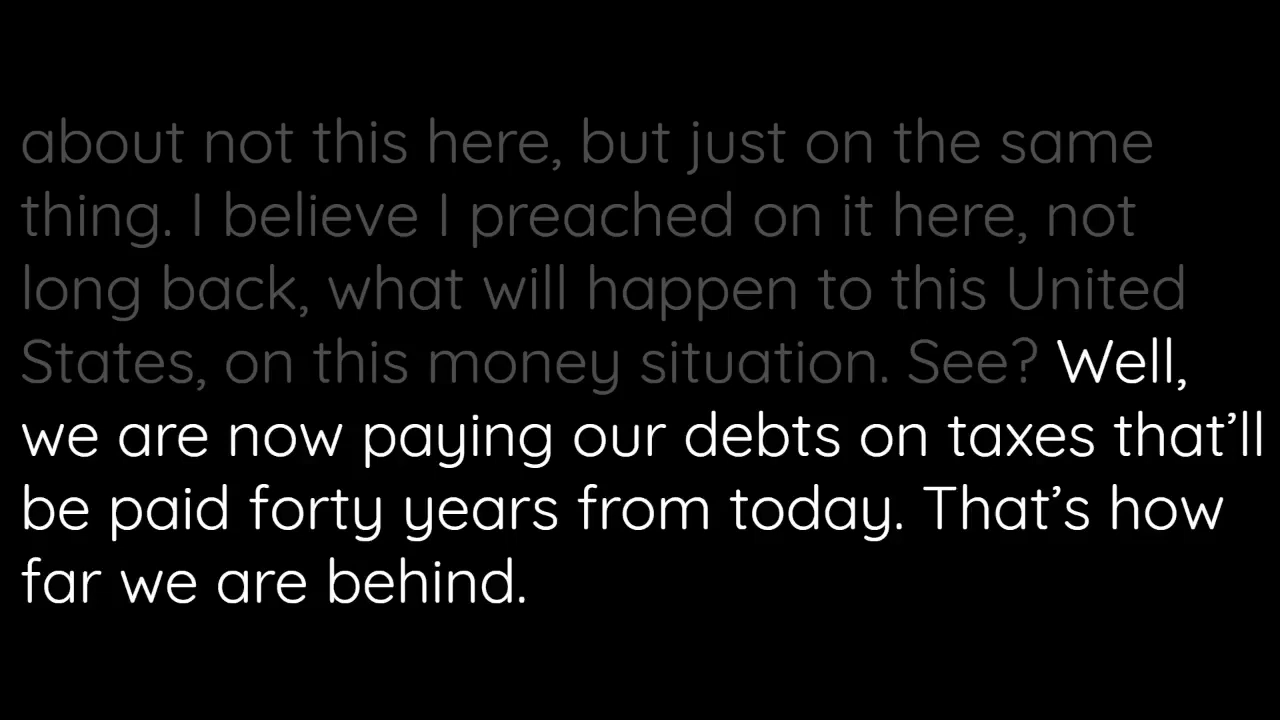 about not this here, but just on the same
thing. I believe I preached on it here, not
long back, what will happen to this United
States, on this money situation. See? Well,
we are now paying our debts on taxes that’ll
be paid forty years from today. That’s how
far we are behind.